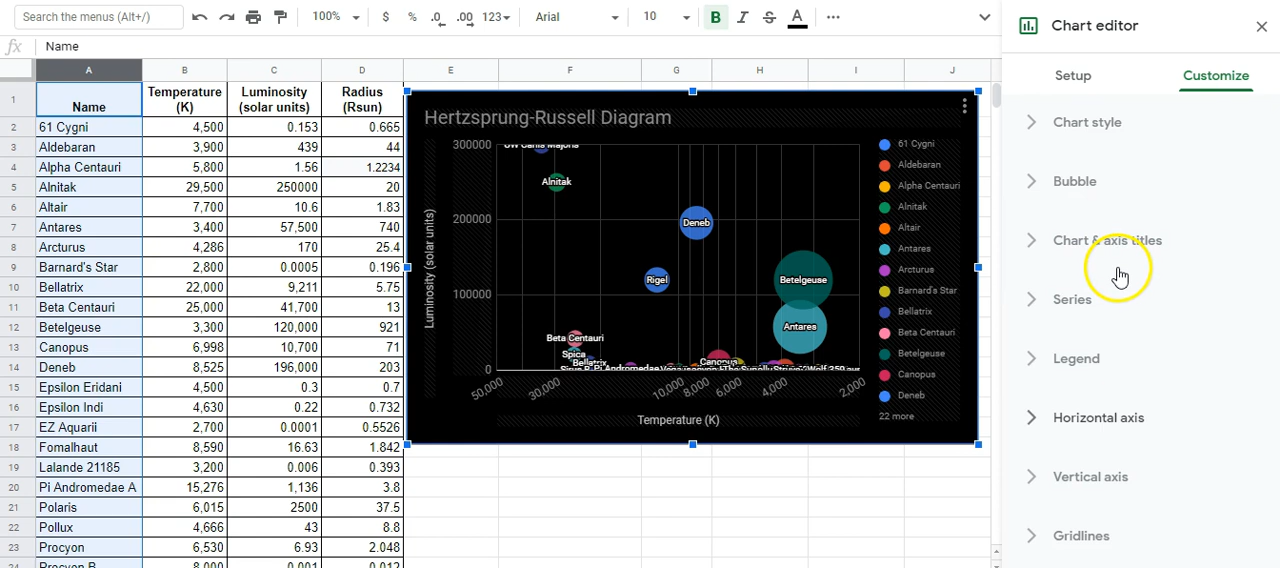 Search the menus (Alt+/) 100% $ % .0 .00 123 Arial 10 B I S A
fx Name
A B C D E F G H I J
1 Name Temperature (K) Luminosity (solar units) Radius (Rsun)
2 61 Cygni 4,500 0.153 0.665
3 Aldebaran 3,900 439 44
4 Alpha Centauri 5,800 1.56 1.2234
5 Alnitak 29,500 250000 20
6 Altair 7,700 10.6 1.83
7 Antares 3,400 57,500 740
8 Arcturus 4,286 170 25.4
9 Barnard's Star 2,800 0.0005 0.196
10 Bellatrix 22,000 9,211 5.75
11 Beta Centauri 25,000 41,700 13
12 Betelgeuse 3,300 120,000 921
13 Canopus 6,998 10,700 71
14 Deneb 8,525 196,000 203
15 Epsilon Eridani 4,500 0.3 0.7
16 Epsilon Indi 4,630 0.22 0.732
17 EZ Aquarii 2,700 0.0001 0.5526
18 Fomalhaut 8,590 16.63 1.842
19 Lalande 21185 3,200 0.006 0.393
20 Pi Andromedae A 15,276 1,136 3.8
21 Polaris 6,015 2500 37.5
22 Pollux 4,666 43 8.8
23 Procyon 6,530 6.93 2.048
24 Procyon B 8,000 0.001 0.012
Hertzsprung-Russell Diagram
Luminosity (solar units)
300000
200000
100000
0
Alnitak
Deneb
Rigel
Betelgeuse
Antares
Beta Centauri
Spica
Bellatrix
Canopus
50,000 30,000 10,000 8,000 6,000 4,000 2,000
Temperature (K)
61 Cygni
Aldebaran
Alpha Centauri
Alnitak
Altair
Antares
Arcturus
Barnard's Star
Bellatrix
Beta Centauri
Betelgeuse
Canopus
Deneb
22 more
Chart editor
Setup Customize
Chart style
Bubble
Chart & axis titles
Series
Legend
Horizontal axis
Vertical axis
Gridlines